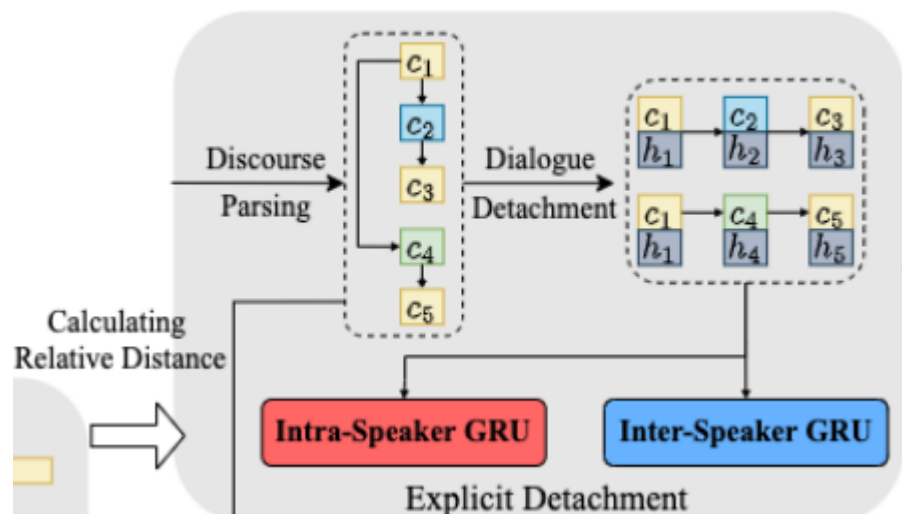 c1
c2
c3
c4
c5
Discourse
Parsing
Dialogue
Detachment
c1 c2 c3
h1 h2 h3
c1 c4 c5
h1 h4 h5
Calculating
Relative Distance
Intra-Speaker GRU
Inter-Speaker GRU
Explicit Detachment